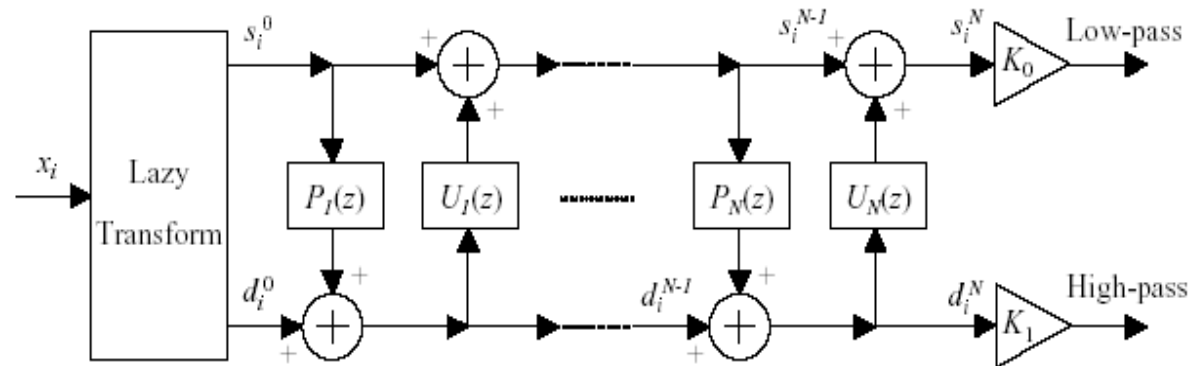 s_i^0 s_i^{N-1} s_i^N Low-pass
+ + + + K_0
x_i Lazy Transform
P_1(z) U_1(z) P_N(z) U_N(z)
d_i^0 d_i^{N-1} d_i^N High-pass
+ + + + K_1